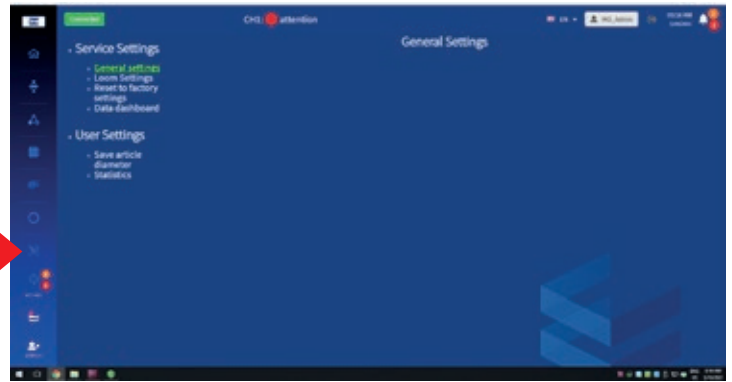 Connected
CH1: attention
EN
General Settings
Service Settings
General settings
Loom Settings
Reset to factory
settings
Data dashboard
User Settings
Save article
diameter
Statistics